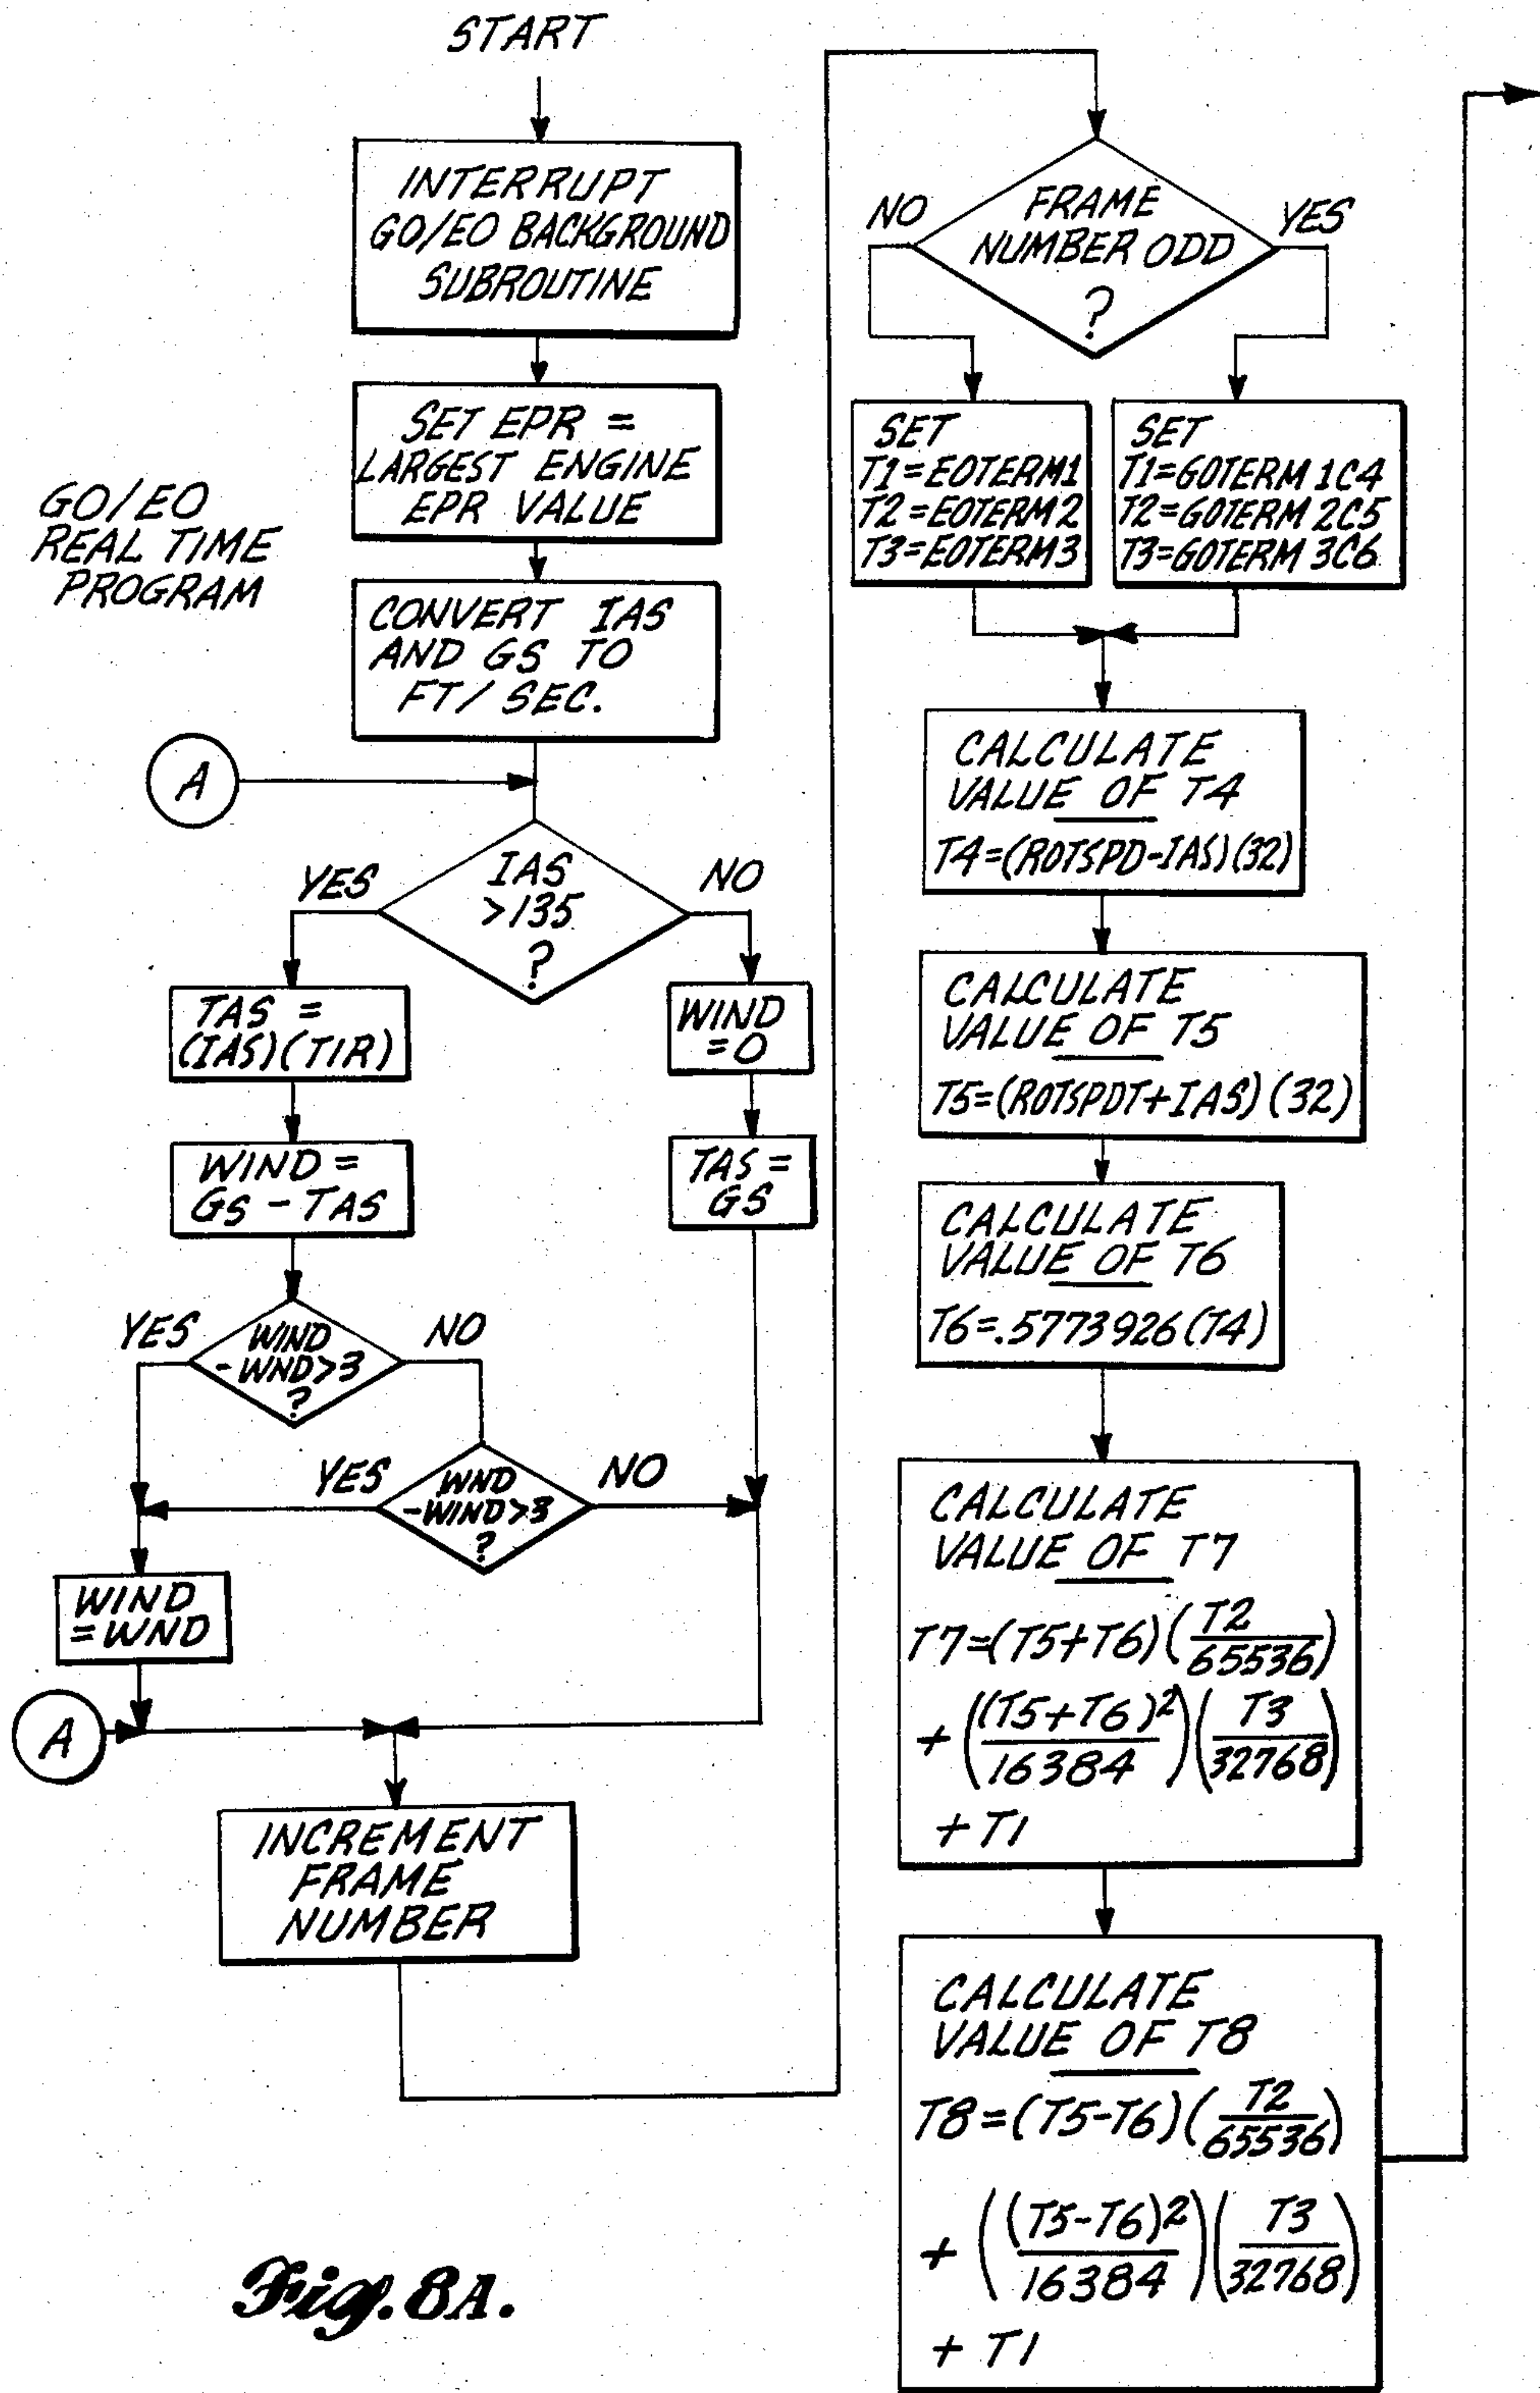 START
INTERRUPT
GO/EO BACKGROUND
SUBROUTINE
SET EPR =
LARGEST ENGINE
EPR VALUE
GO/EO
REAL TIME
PROGRAM
CONVERT IAS
AND GS TO
FT/SEC.
A
IAS
>135
?
YES
NO
TAS =
(IAS)(TIR)
WIND
=0
WIND =
GS - TAS
TAS =
GS
YES
WIND
-WND>3
?
NO
YES
WND
-WIND>3
?
NO
WIND
=WND
A
INCREMENT
FRAME
NUMBER
NO
FRAME
NUMBER ODD
?
YES
SET
T1=EOTERM1
T2=EOTERM2
T3=EOTERM3
SET
T1=GOTERM 1C4
T2=GOTERM 2C5
T3=GOTERM 3C6
CALCULATE
VALUE OF T4
T4=(ROTSPD-IAS)(32)
CALCULATE
VALUE OF T5
T5=(ROTSPDT+IAS)(32)
CALCULATE
VALUE OF T6
T6=.5773926(T4)
CALCULATE
VALUE OF T7
T7=(T5+T6)(T2/65536)
+((T5+T6)²/16384)(T3/32768)
+T1
CALCULATE
VALUE OF T8
T8=(T5-T6)(T2/65536)
+((T5-T6)²/16384)(T3/32768)
+T1
Fig. 8A.